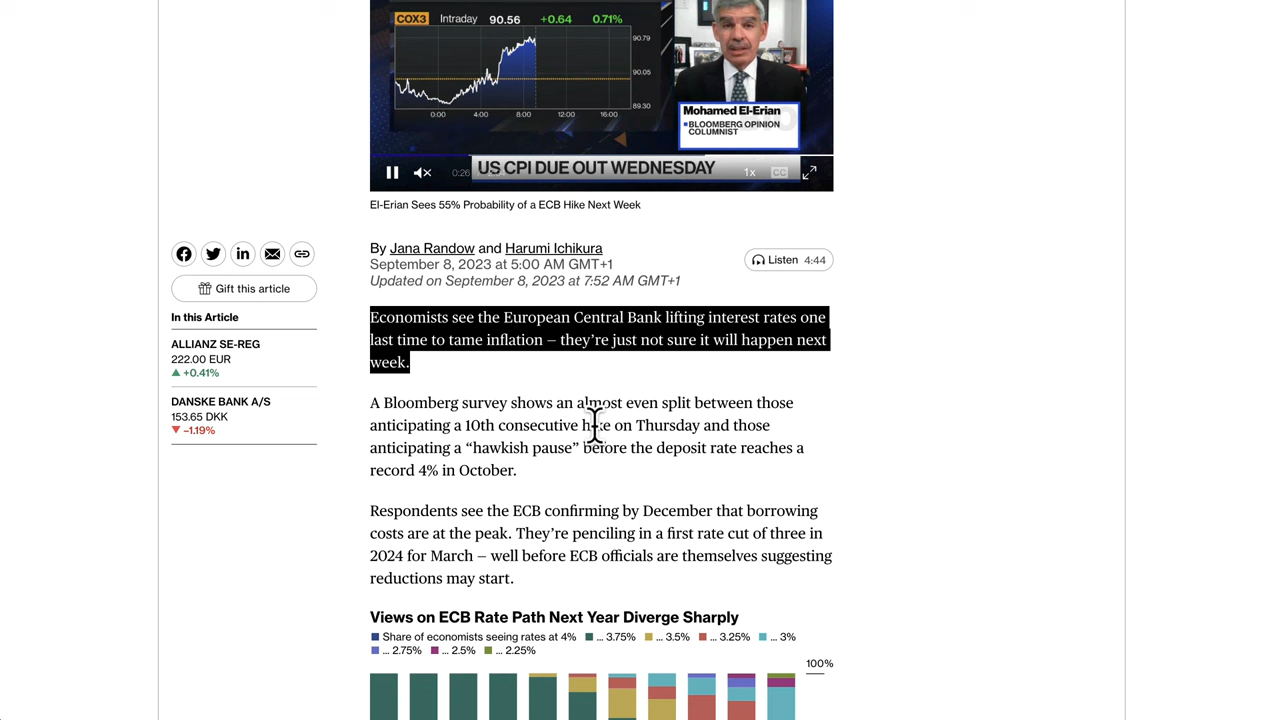 COX3 Intraday 90.56 +0.64 0.71%
90.79
90.05
89.30
0:00 4:00 8:00 12:00 16:00
Mohamed El-Erian
BLOOMBERG OPINION
COLUMNIST
0:26 US CPI DUE OUT WEDNESDAY 1x CC
El-Erian Sees 55% Probability of a ECB Hike Next Week
By Jana Randow and Harumi Ichikura
September 8, 2023 at 5:00 AM GMT+1
Updated on September 8, 2023 at 7:52 AM GMT+1
Listen 4:44
Gift this article
In this Article
ALLIANZ SE-REG
222.00 EUR
+0.41%
DANSKE BANK A/S
153.65 DKK
–1.19%
Economists see the European Central Bank lifting interest rates one
last time to tame inflation — they’re just not sure it will happen next
week.
A Bloomberg survey shows an almost even split between those
anticipating a 10th consecutive hike on Thursday and those
anticipating a “hawkish pause” before the deposit rate reaches a
record 4% in October.
Respondents see the ECB confirming by December that borrowing
costs are at the peak. They’re penciling in a first rate cut of three in
2024 for March — well before ECB officials are themselves suggesting
reductions may start.
Views on ECB Rate Path Next Year Diverge Sharply
Share of economists seeing rates at 4% ... 3.75% ... 3.5% ... 3.25% ... 3%
... 2.75% ... 2.5% ... 2.25%
100%